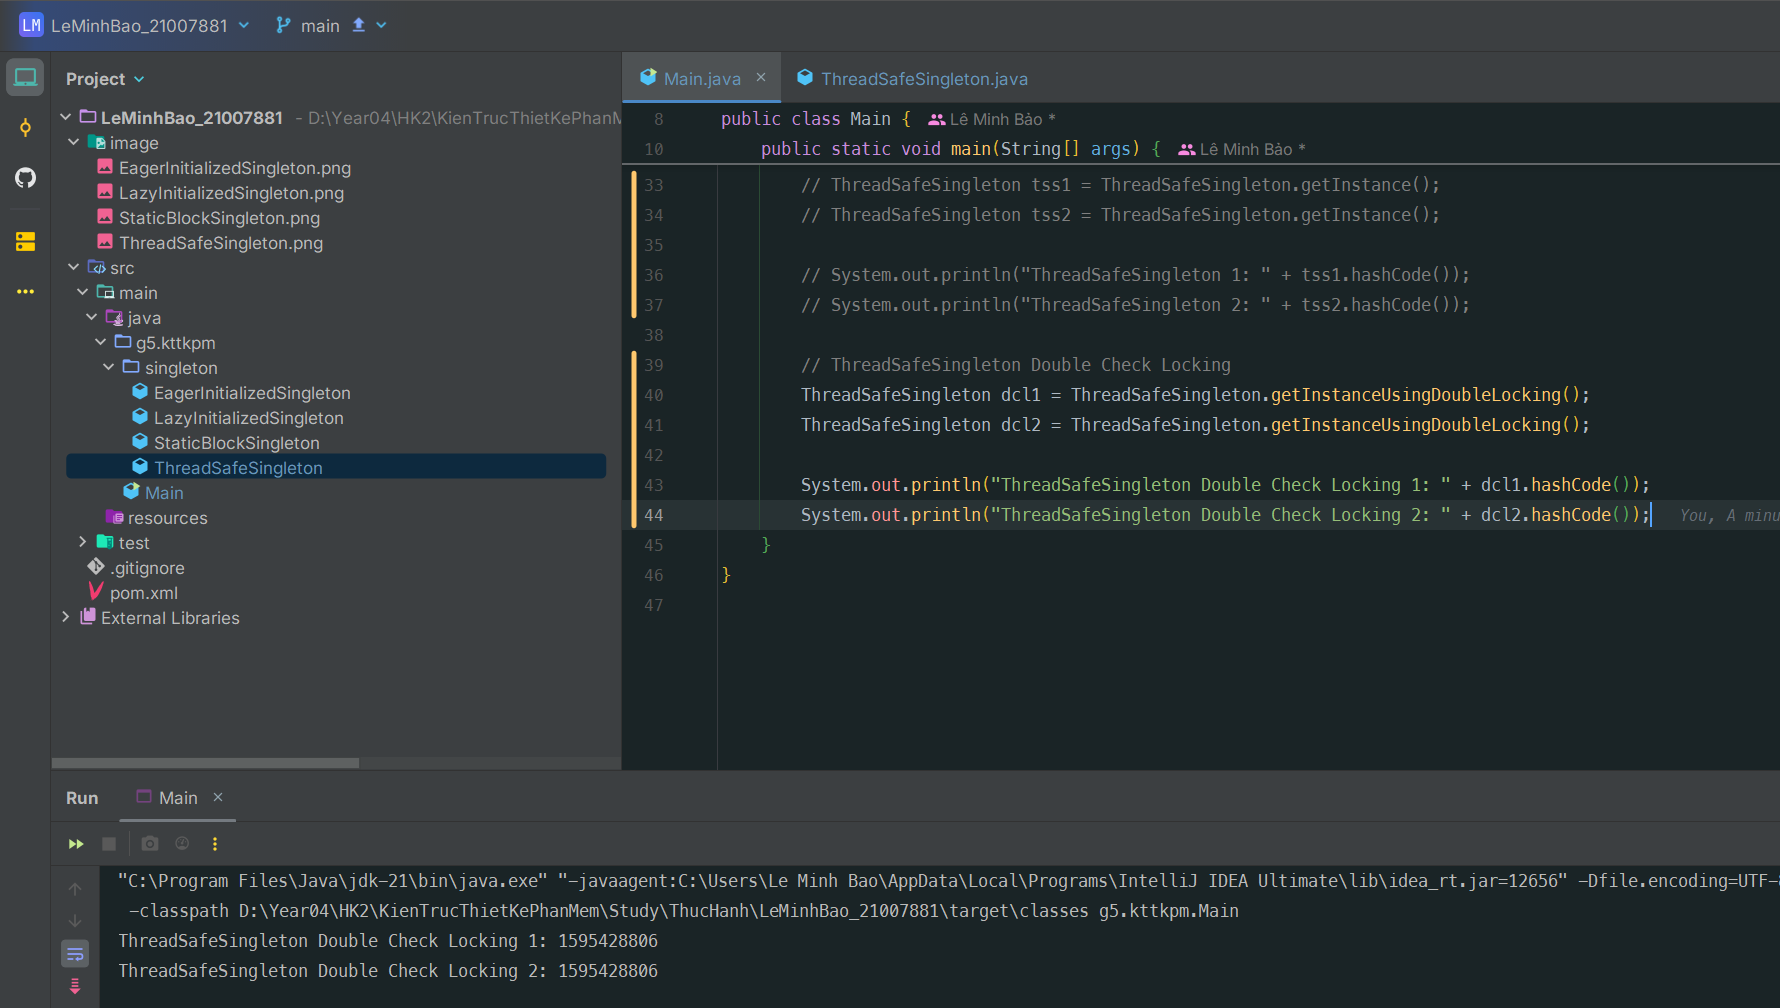 LM LeMinhBao_21007881 main
Project
LeMinhBao_21007881 - D:\Year04\HK2\KienTrucThietKePhanM
image
EagerInitializedSingleton.png
LazyInitializedSingleton.png
StaticBlockSingleton.png
ThreadSafeSingleton.png
src
main
java
g5.kttkpm
singleton
EagerInitializedSingleton
LazyInitializedSingleton
StaticBlockSingleton
ThreadSafeSingleton
Main
resources
test
.gitignore
pom.xml
External Libraries
Main.java × ThreadSafeSingleton.java
8 public class Main { Lê Minh Bảo *
10 public static void main(String[] args) { Lê Minh Bảo *
33 // ThreadSafeSingleton tss1 = ThreadSafeSingleton.getInstance();
34 // ThreadSafeSingleton tss2 = ThreadSafeSingleton.getInstance();
35
36 // System.out.println("ThreadSafeSingleton 1: " + tss1.hashCode());
37 // System.out.println("ThreadSafeSingleton 2: " + tss2.hashCode());
38
39 // ThreadSafeSingleton Double Check Locking
40 ThreadSafeSingleton dcl1 = ThreadSafeSingleton.getInstanceUsingDoubleLocking();
41 ThreadSafeSingleton dcl2 = ThreadSafeSingleton.getInstanceUsingDoubleLocking();
42
43 System.out.println("ThreadSafeSingleton Double Check Locking 1: " + dcl1.hashCode());
44 System.out.println("ThreadSafeSingleton Double Check Locking 2: " + dcl2.hashCode()); You, A minu
45 }
46 }
47
Run Main ×
"C:\Program Files\Java\jdk-21\bin\java.exe" "-javaagent:C:\Users\Le Minh Bao\AppData\Local\Programs\IntelliJ IDEA Ultimate\lib\idea_rt.jar=12656" -Dfile.encoding=UTF-8
-classpath D:\Year04\HK2\KienTrucThietKePhanMem\Study\ThucHanh\LeMinhBao_21007881\target\classes g5.kttkpm.Main
ThreadSafeSingleton Double Check Locking 1: 1595428806
ThreadSafeSingleton Double Check Locking 2: 1595428806